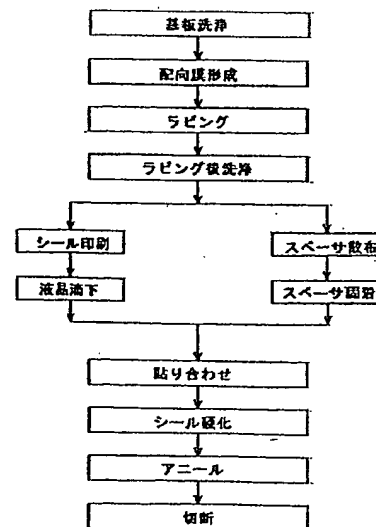 基板洗浄
配向膜形成
ラビング
ラビング後洗浄
シール印刷
スペーサ散布
液晶滴下
スペーサ固着
貼り合わせ
シール硬化
アニール
切断